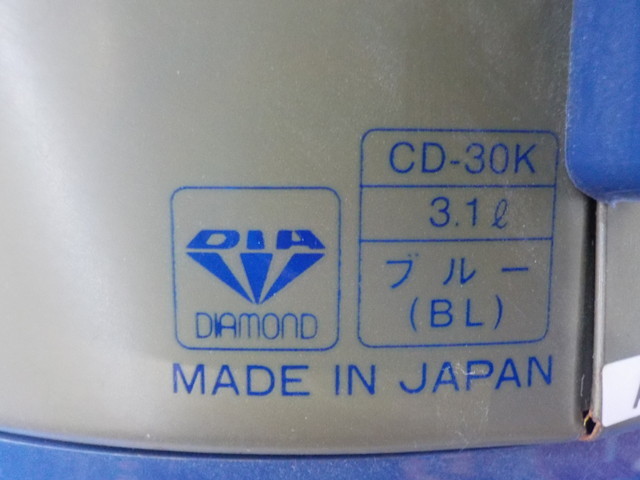 DIA
DIAMOND
CD-30K
3.1ℓ
ブルー
(BL)
MADE IN JAPAN